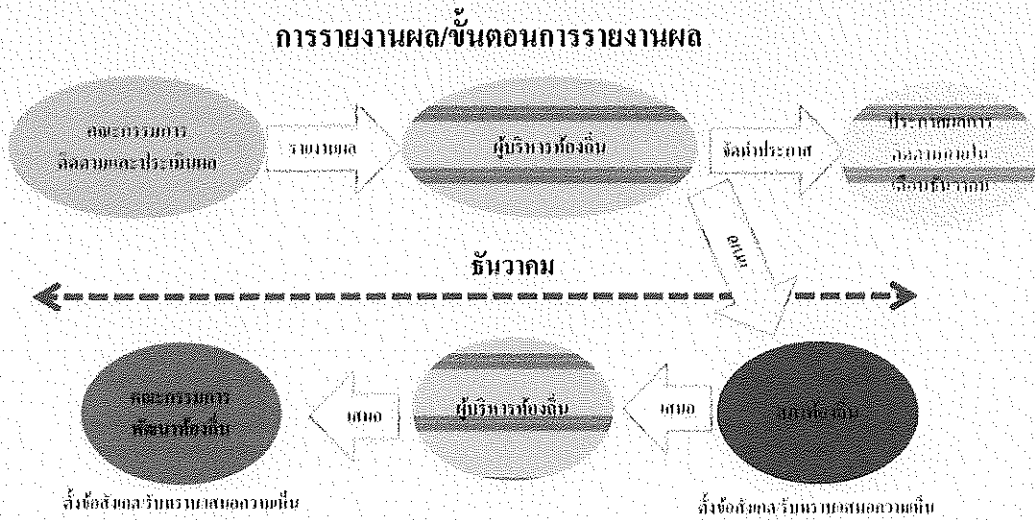 การรายงานผล/ขั้นตอนการรายงานผล
คณะกรรมการ
ติดตามและประเมินผล
รายงานผล
ผู้บริหารท้องถิ่น
จัดทำประกาศ
ประกาศผลการ
ติดตามภายใน
เดือนธันวาคม
เสนอ
ธันวาคม
คณะกรรมการ
พัฒนาท้องถิ่น
เสนอ
ผู้บริหารท้องถิ่น
เสนอ
สภาท้องถิ่น
ตั้งข้อสังเกต/รับทราบ/เสนอความเห็น
ตั้งข้อสังเกต/รับทราบ/เสนอความเห็น